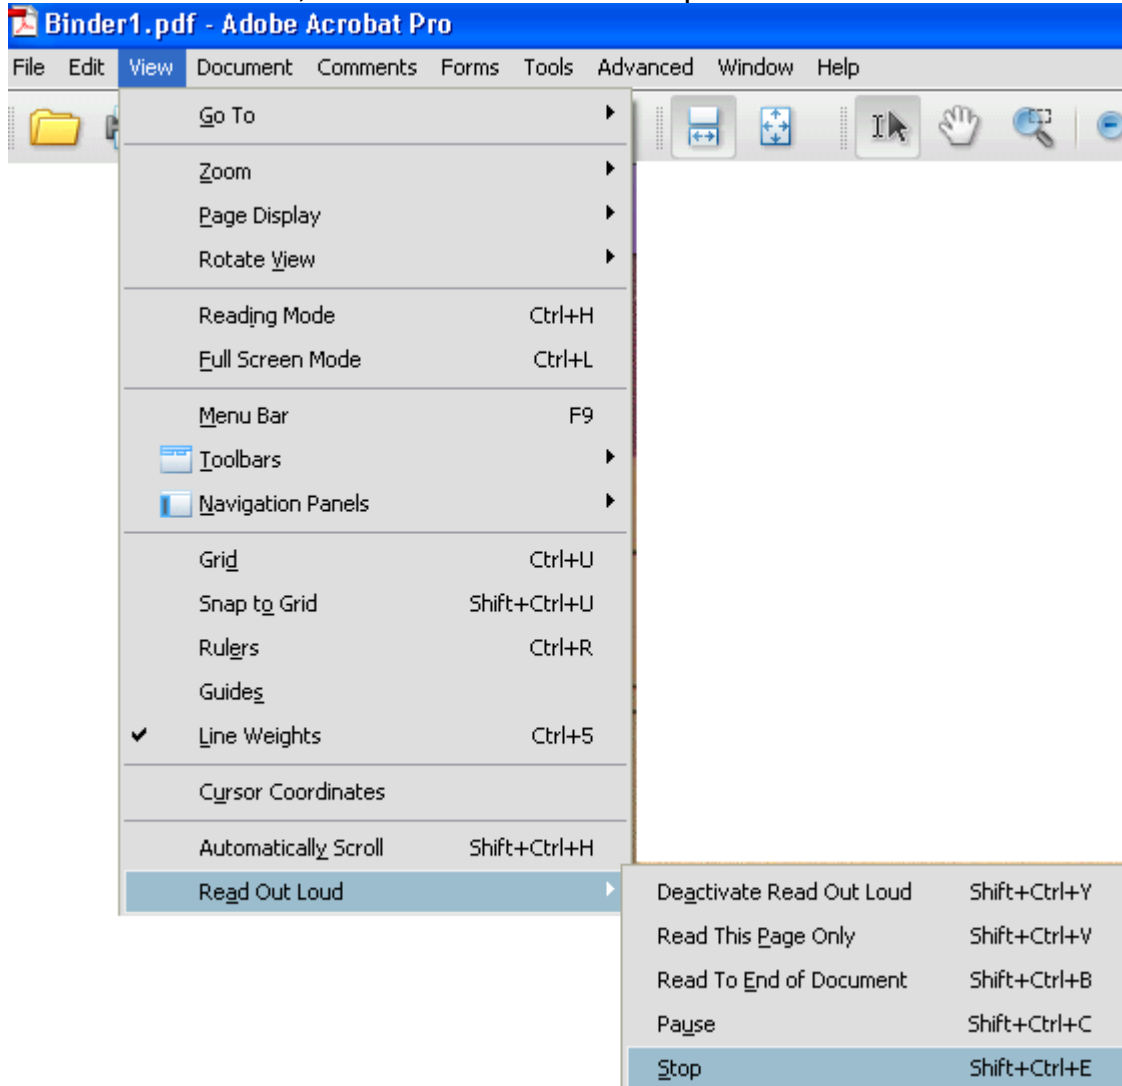 Binder1.pdf - Adobe Acrobat Pro
File Edit View Document Comments Forms Tools Advanced Window Help
Go To
Zoom
Page Display
Rotate View
Reading Mode Ctrl+H
Full Screen Mode Ctrl+L
Menu Bar F9
Toolbars
Navigation Panels
Grid Ctrl+U
Snap to Grid Shift+Ctrl+U
Rulers Ctrl+R
Guides
Line Weights Ctrl+5
Cursor Coordinates
Automatically Scroll Shift+Ctrl+H
Read Out Loud
Deactivate Read Out Loud Shift+Ctrl+Y
Read This Page Only Shift+Ctrl+V
Read To End of Document Shift+Ctrl+B
Pause Shift+Ctrl+C
Stop Shift+Ctrl+E